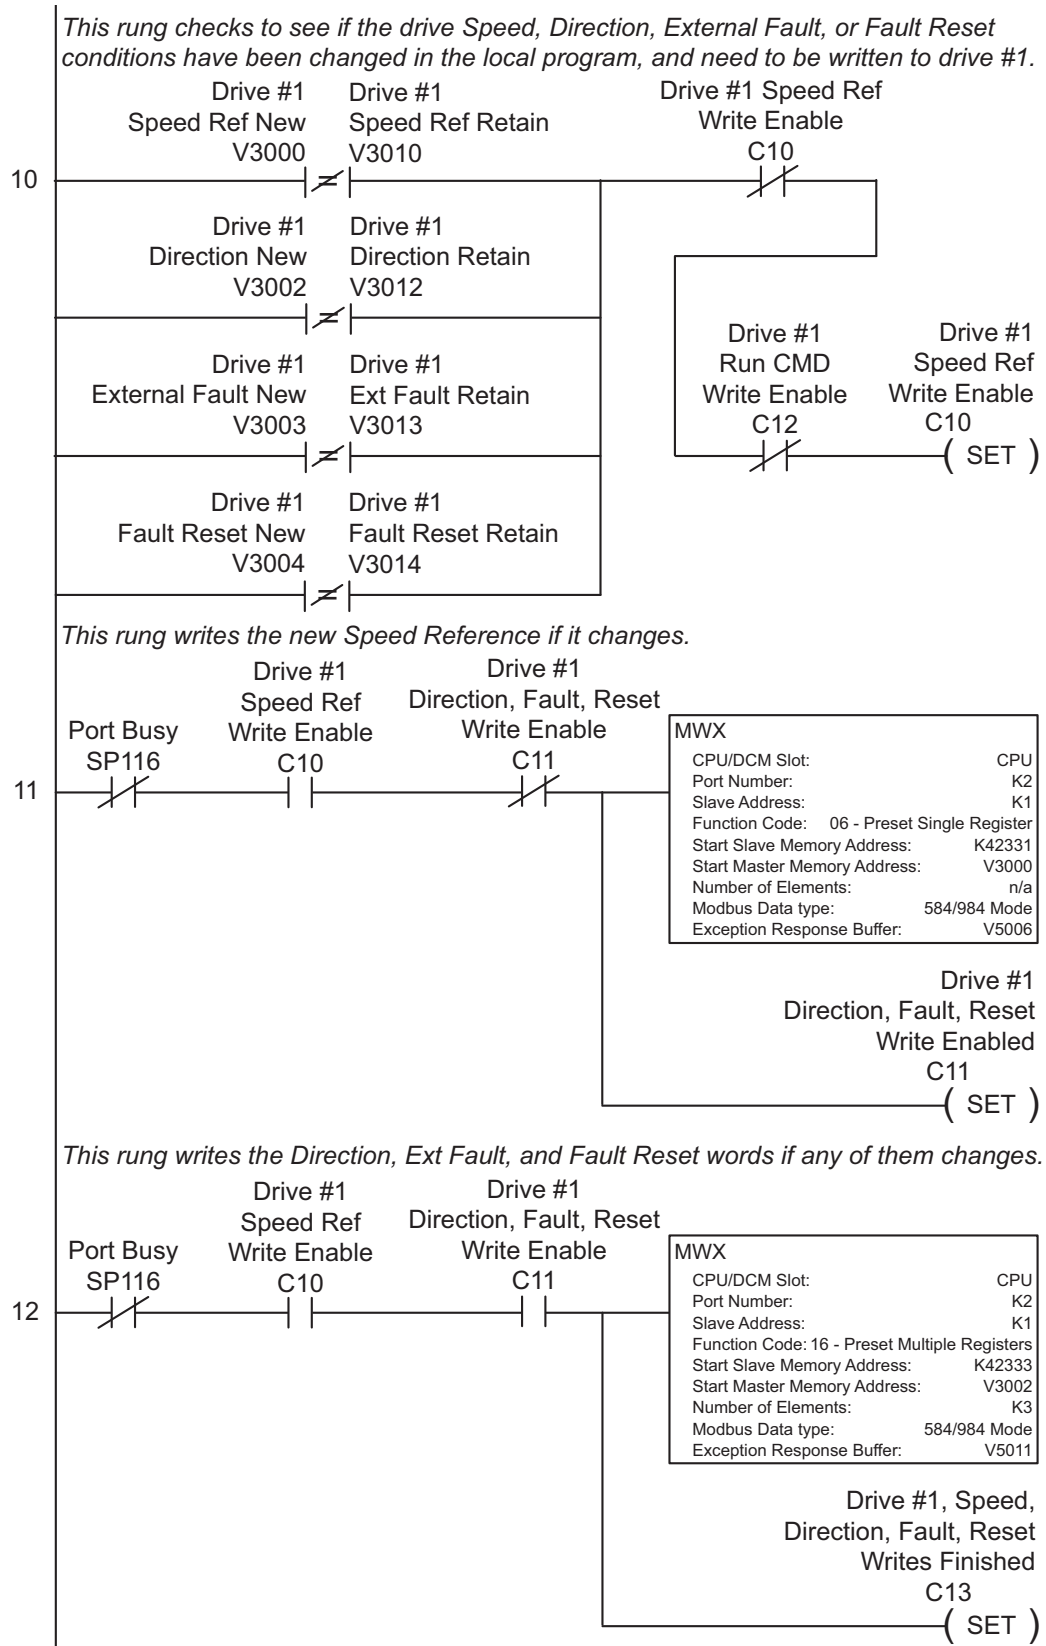 This rung checks to see if the drive Speed, Direction, External Fault, or Fault Reset
conditions have been changed in the local program, and need to be written to drive #1.
Drive #1 Drive #1 Drive #1 Speed Ref
Speed Ref New Speed Ref Retain Write Enable
V3000 V3010 C10
10
Drive #1 Drive #1
Direction New Direction Retain
V3002 V3012
Drive #1 Drive #1
Run CMD Speed Ref
Write Enable Write Enable
C12 C10
( SET )
Drive #1 Drive #1
External Fault New Ext Fault Retain
V3003 V3013
Drive #1 Drive #1
Fault Reset New Fault Reset Retain
V3004 V3014
This rung writes the new Speed Reference if it changes.
Drive #1 Drive #1
Speed Ref Direction, Fault, Reset
Port Busy Write Enable Write Enable
SP116 C10 C11
11
MWX
CPU/DCM Slot: CPU
Port Number: K2
Slave Address: K1
Function Code: 06 - Preset Single Register
Start Slave Memory Address: K42331
Start Master Memory Address: V3000
Number of Elements: n/a
Modbus Data type: 584/984 Mode
Exception Response Buffer: V5006
Drive #1
Direction, Fault, Reset
Write Enabled
C11
( SET )
This rung writes the Direction, Ext Fault, and Fault Reset words if any of them changes.
Drive #1 Drive #1
Speed Ref Direction, Fault, Reset
Port Busy Write Enable Write Enable
SP116 C10 C11
12
MWX
CPU/DCM Slot: CPU
Port Number: K2
Slave Address: K1
Function Code: 16 - Preset Multiple Registers
Start Slave Memory Address: K42333
Start Master Memory Address: V3002
Number of Elements: K3
Modbus Data type: 584/984 Mode
Exception Response Buffer: V5011
Drive #1, Speed,
Direction, Fault, Reset
Writes Finished
C13
( SET )